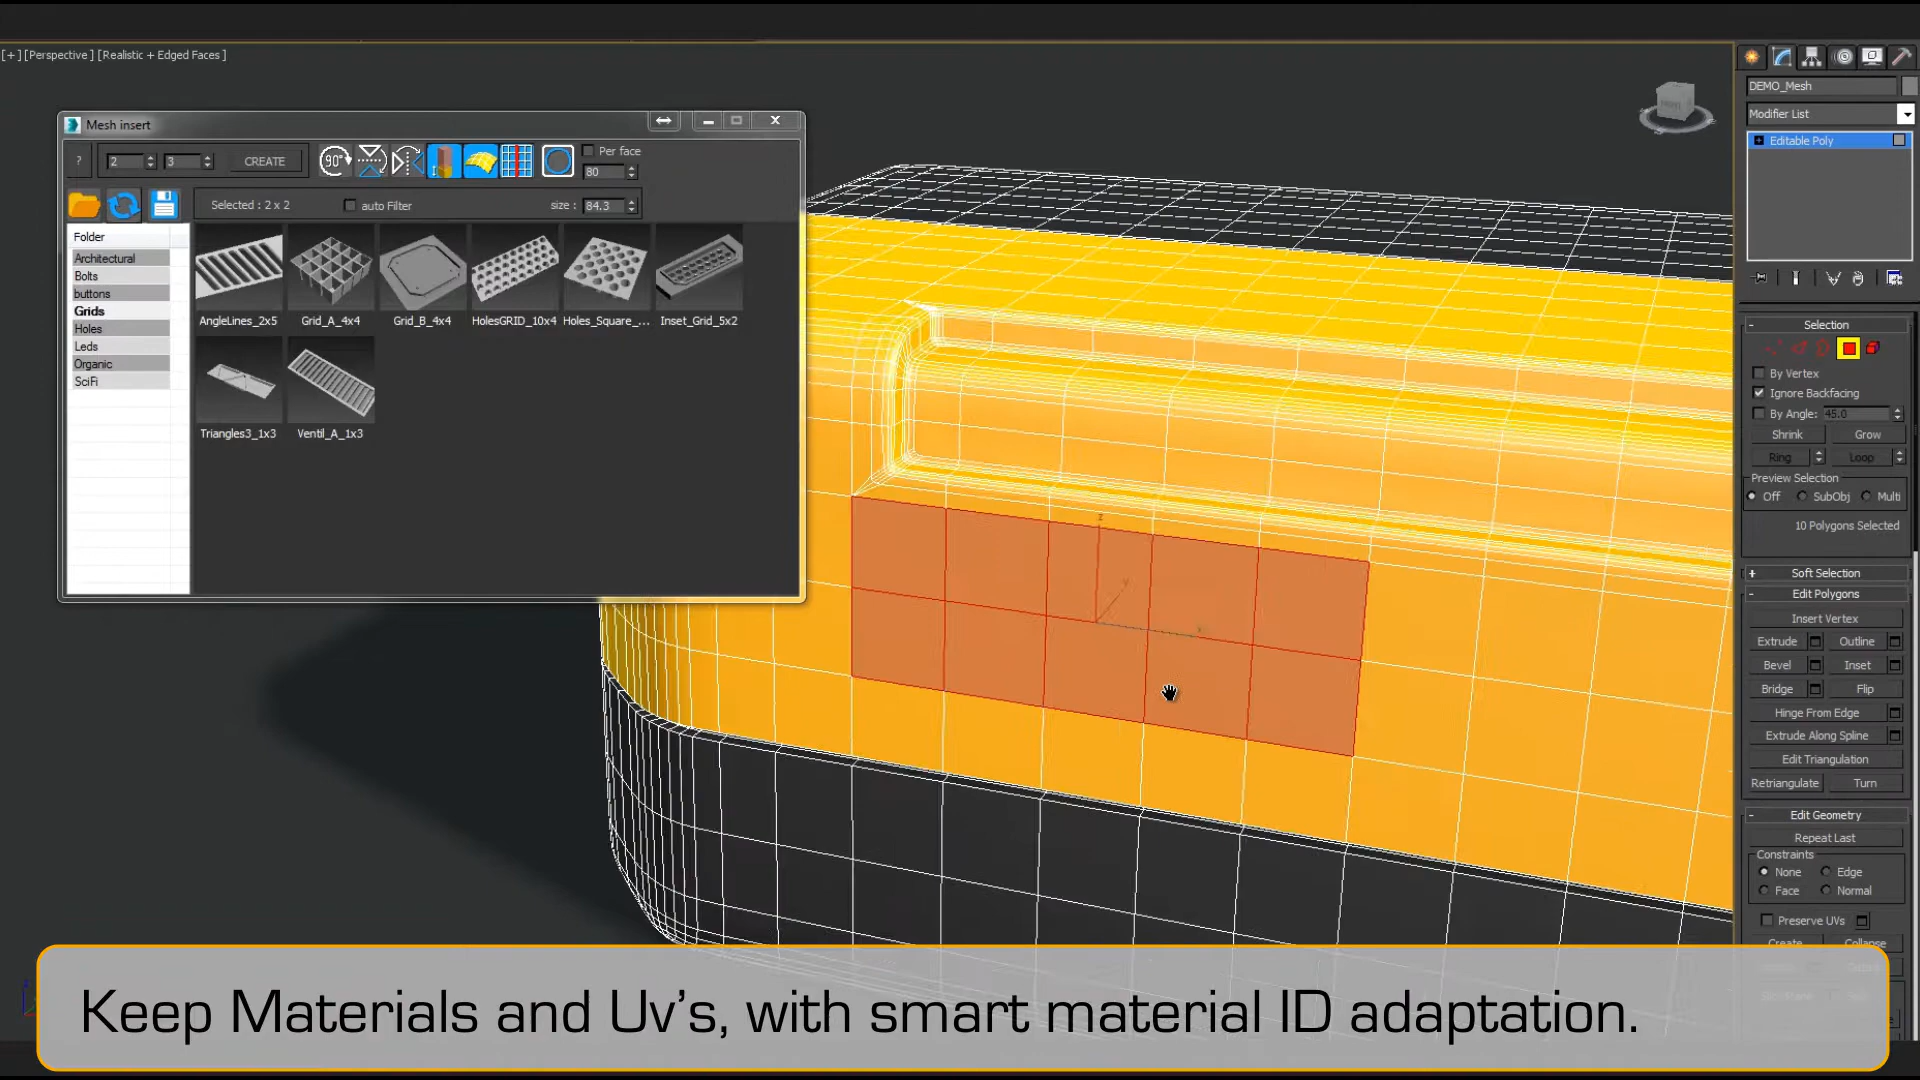 [+] [Perspective] [Realistic + Edged Faces]
Mesh insert
?
2
3
CREATE
90°
Per face
80
Selected : 2 x 2
auto Filter
size :
84.3
Folder
Architectural
Bolts
buttons
Grids
Holes
Leds
Organic
SciFi
AngleLines_2x5
Grid_A_4x4
Grid_B_4x4
HolesGRID_10x4
Holes_Square_...
Inset_Grid_5x2
Triangles3_1x3
Ventil_A_1x3
z
y
x
DEMO_Mesh
Modifier List
Editable Poly
- Selection
By Vertex
Ignore Backfacing
By Angle: 45.0
Shrink
Grow
Ring
Loop
Preview Selection
Off
SubObj
Multi
10 Polygons Selected
+ Soft Selection
- Edit Polygons
Insert Vertex
Extrude
Outline
Bevel
Inset
Bridge
Flip
Hinge From Edge
Extrude Along Spline
Edit Triangulation
Retriangulate
Turn
- Edit Geometry
Repeat Last
Constraints
None
Edge
Face
Normal
Preserve UVs
Create
Collapse
Keep Materials and Uv's, with smart material ID adaptation.